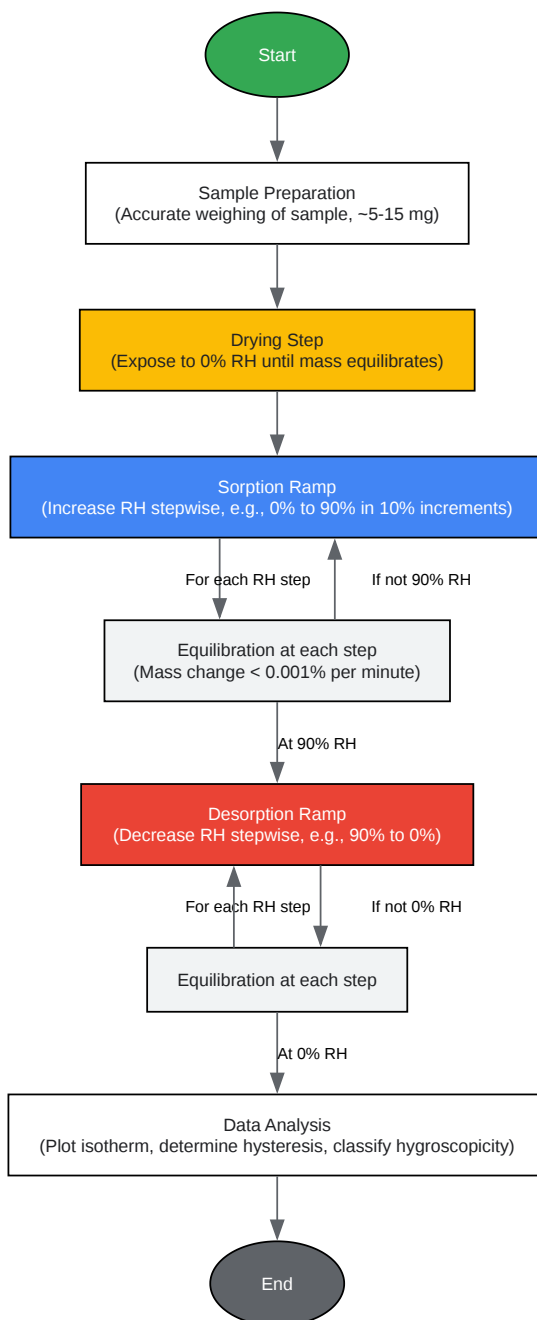 Start
Sample Preparation
(Accurate weighing of sample, ~5-15 mg)
Drying Step
(Expose to 0% RH until mass equilibrates)
Sorption Ramp
(Increase RH stepwise, e.g., 0% to 90% in 10% increments)
For each RH step
If not 90% RH
Equilibration at each step
(Mass change < 0.001% per minute)
At 90% RH
Desorption Ramp
(Decrease RH stepwise, e.g., 90% to 0%)
For each RH step
If not 0% RH
Equilibration at each step
At 0% RH
Data Analysis
(Plot isotherm, determine hysteresis, classify hygroscopicity)
End